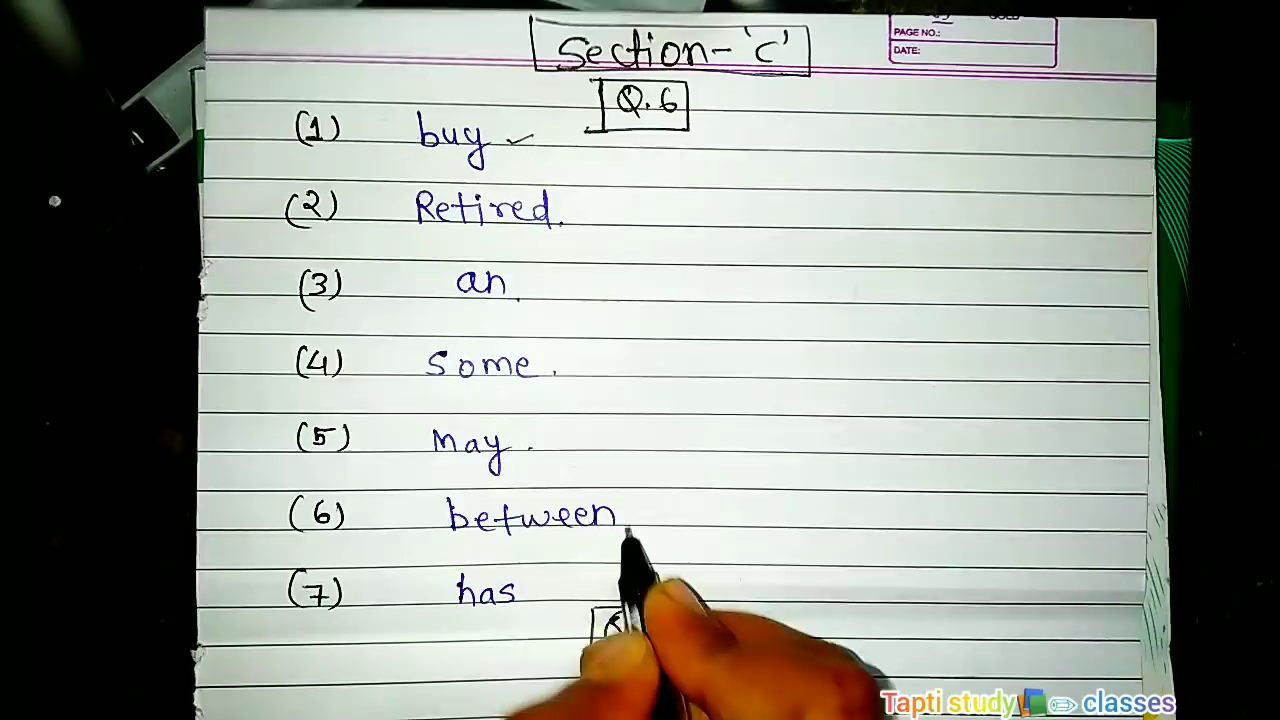 Section-'C'
PAGE NO.:
DATE:
Q.6
(1) buy
(2) Retired.
(3) an.
(4) Some.
(5) May.
(6) between
(7) has
Tapti study classes